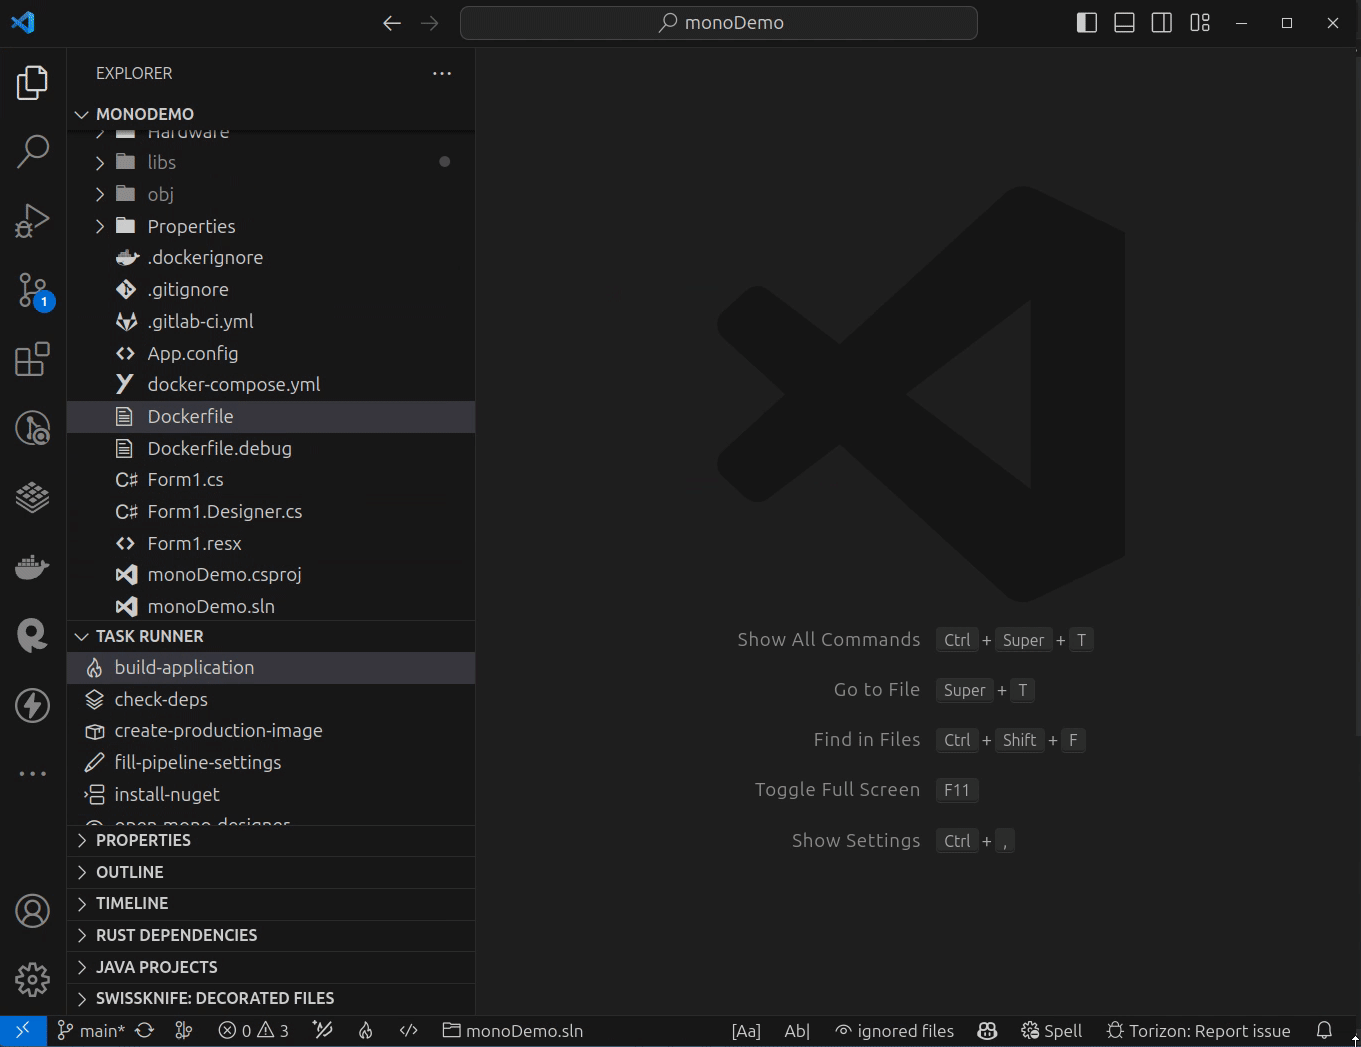 monoDemo
EXPLORER
MONODEMO
Hardware
libs
obj
Properties
.dockerignore
.gitignore
.gitlab-ci.yml
App.config
docker-compose.yml
Dockerfile
Dockerfile.debug
C# Form1.cs
C# Form1.Designer.cs
Form1.resx
monoDemo.csproj
monoDemo.sln
TASK RUNNER
build-application
check-deps
create-production-image
fill-pipeline-settings
install-nuget
open-mono-designer
PROPERTIES
OUTLINE
TIMELINE
RUST DEPENDENCIES
JAVA PROJECTS
SWISSKNIFE: DECORATED FILES
1
Show All Commands Ctrl + Super + T
Go to File Super + T
Find in Files Ctrl + Shift + F
Toggle Full Screen F11
Show Settings Ctrl + ,
main* 0 3 monoDemo.sln [Aa] Ab| ignored files Spell Torizon: Report issue